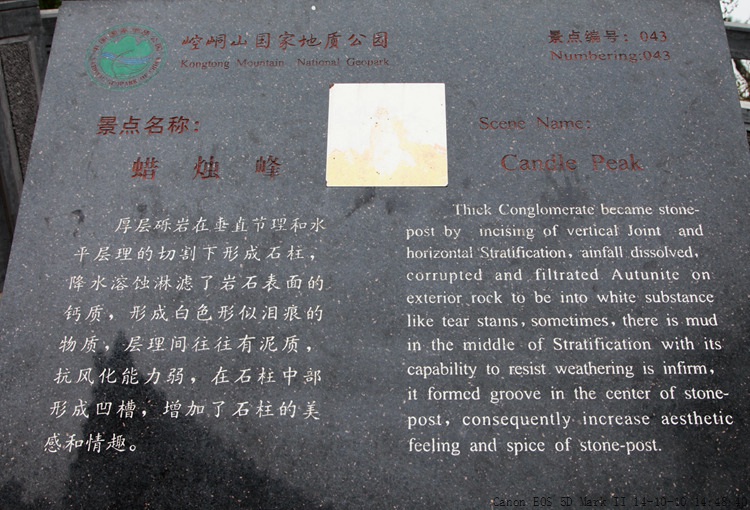 崆峒山国家地质公园
Kongtong Mountain National Geopark
景点编号：043
Numbering:043
景点名称：
蜡烛峰
Scene Name:
Candle Peak
厚层砾岩在垂直节理和水
平层理的切割下形成石柱，
降水溶蚀淋滤了岩石表面的
钙质，形成白色形似泪痕的
物质，层理间往往有泥质，
抗风化能力弱，在石柱中部
形成凹槽，增加了石柱的美
感和情趣。
Thick Conglomerate became stone-
post by incising of vertical Joint and
horizontal Stratification, ainfall dissolved,
corrupted and filtrated Autunite on
exterior rock to be into white substance
like tear stains, sometimes, there is mud
in the middle of Stratification with its
capability to resist weathering is infirm,
it formed groove in the center of stone-
post, consequently increase aesthetic
feeling and spice of stone-post.
Canon EOS 5D Mark II